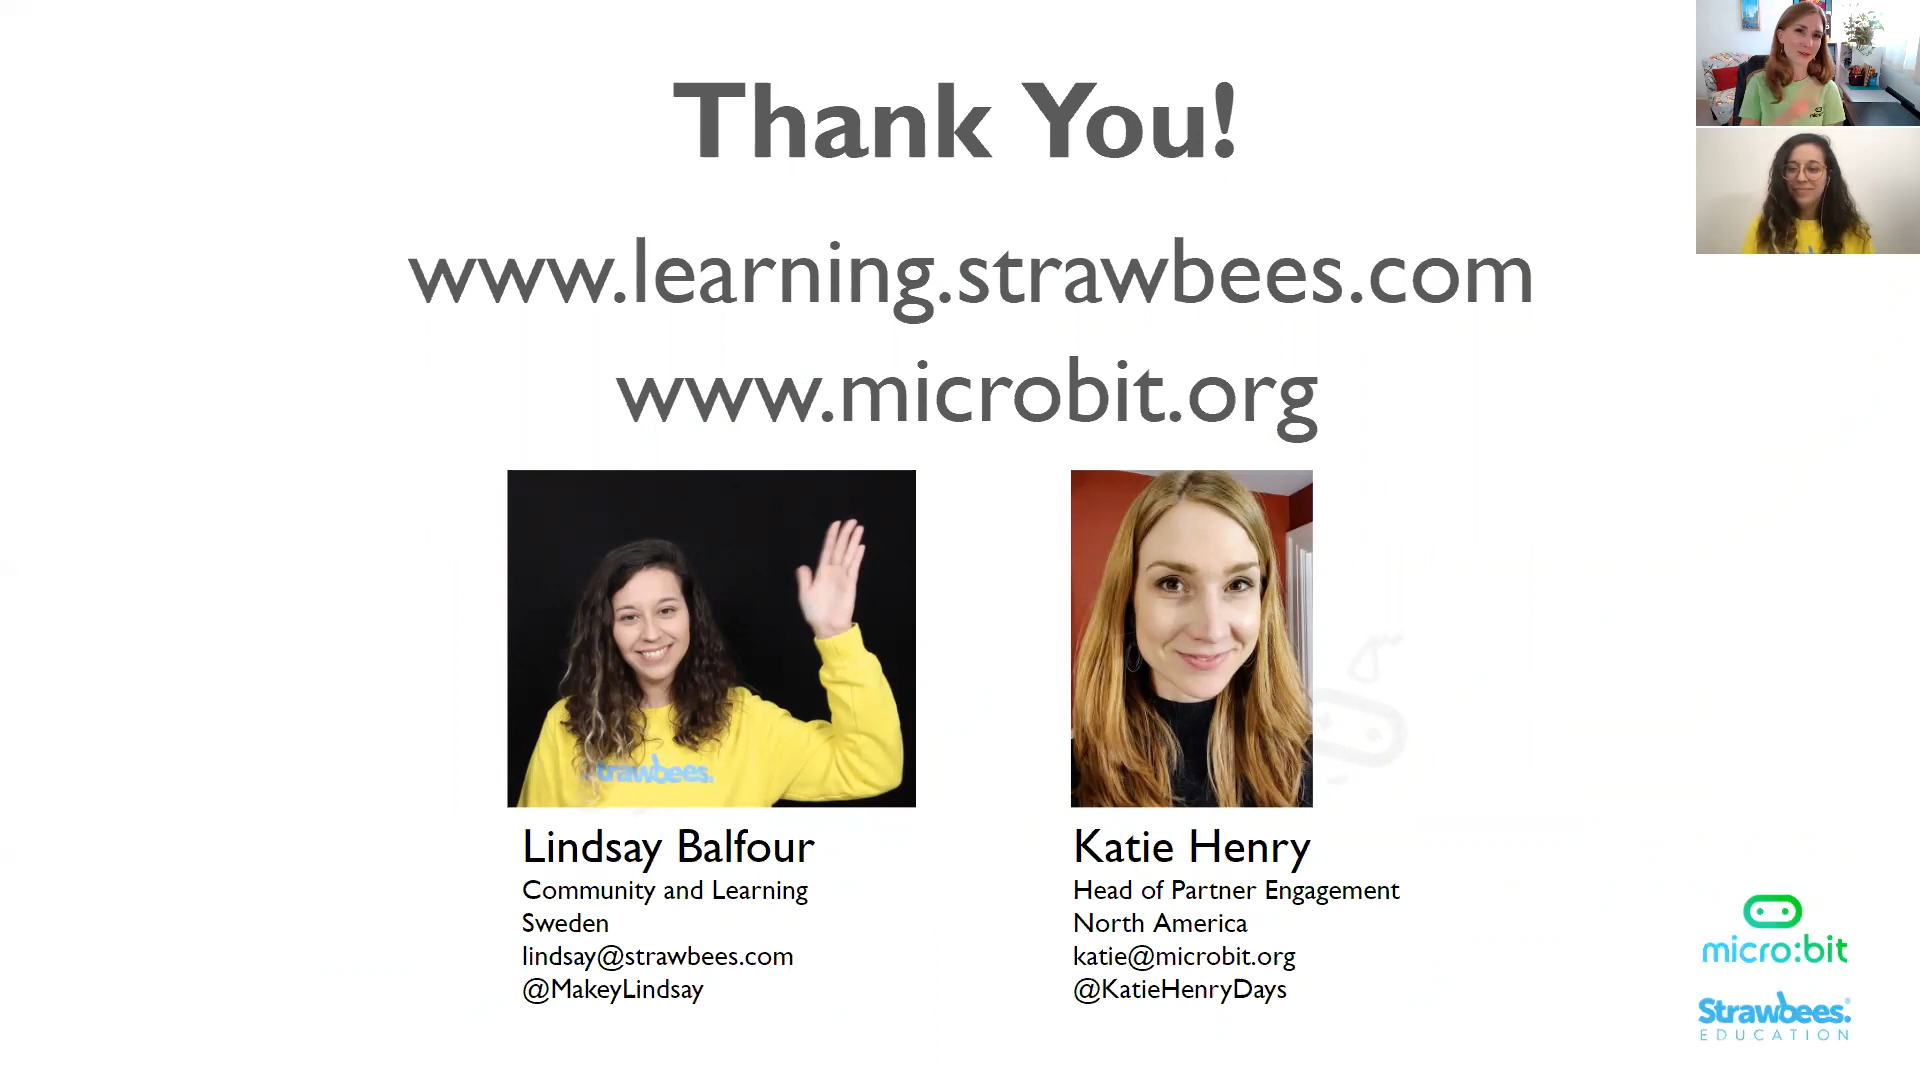 Thank You!
www.learning.strawbees.com
www.microbit.org
strawbees.
Lindsay Balfour
Community and Learning
Sweden
lindsay@strawbees.com
@MakeyLindsay
Katie Henry
Head of Partner Engagement
North America
katie@microbit.org
@KatieHenryDays
micro:bit
Strawbees®
EDUCATION